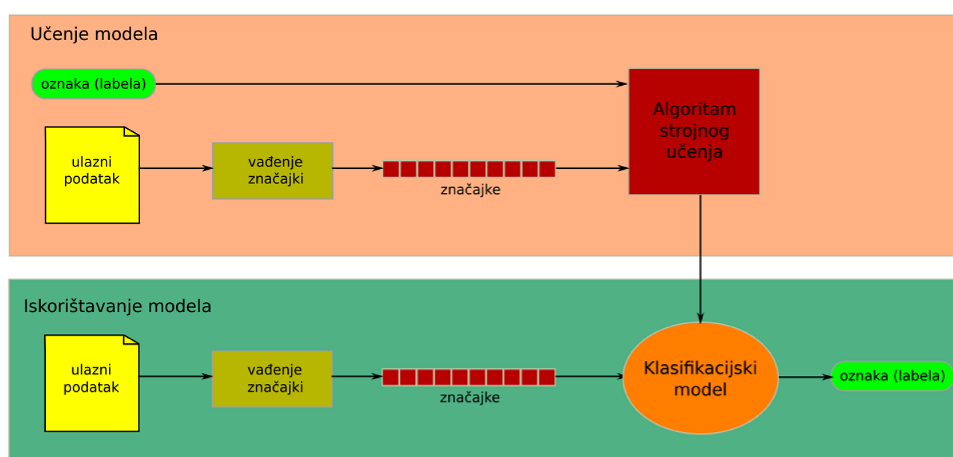 Učenje modela
oznaka (labela)
ulazni
podatak
vađenje
značajki
značajke
Algoritam
strojnog
učenja
Iskorištavanje modela
ulazni
podatak
vađenje
značajki
značajke
Klasifikacijski
model
oznaka (labela)